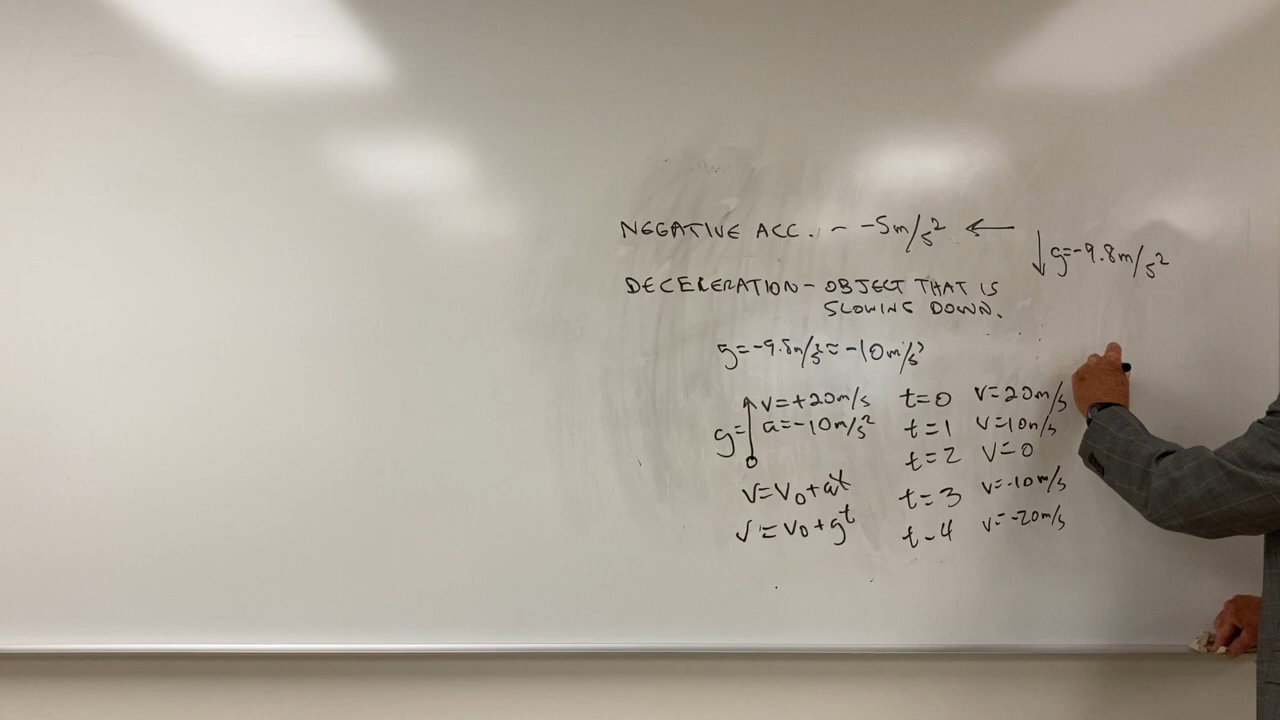 NEGATIVE ACC. - -5m/s² ←
↓ g=-9.8m/s²
DECELERATION - OBJECT THAT IS
SLOWING DOWN.
g=-9.8m/s² ≈ -10m/s²
v=+20m/s t=0 v=20m/s
g= a=-10m/s² t=1 v=10m/s
t=2 v=0
v=v₀+at t=3 v=-10m/s
v=v₀+gt t=4 v=-20m/s